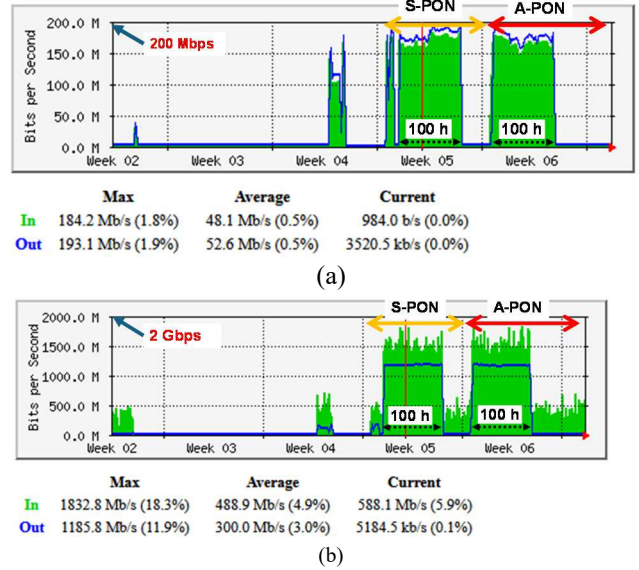 S-PON A-PON
200.0 M
200 Mbps
150.0 M
100.0 M
50.0 M
0.0 M
Bits per Second
100 h 100 h
Week 02 Week 03 Week 04 Week 05 Week 06
Max Average Current
In 184.2 Mb/s (1.8%) 48.1 Mb/s (0.5%) 984.0 b/s (0.0%)
Out 193.1 Mb/s (1.9%) 52.6 Mb/s (0.5%) 3520.5 kb/s (0.0%)
(a)
S-PON A-PON
2000.0 M
2 Gbps
1500.0 M
1000.0 M
500.0 M
0.0 M
Bits per Second
100 h 100 h
Week 02 Week 03 Week 04 Week 05 Week 06
Max Average Current
In 1832.8 Mb/s (18.3%) 488.9 Mb/s (4.9%) 588.1 Mb/s (5.9%)
Out 1185.8 Mb/s (11.9%) 300.0 Mb/s (3.0%) 5184.5 kb/s (0.1%)
(b)